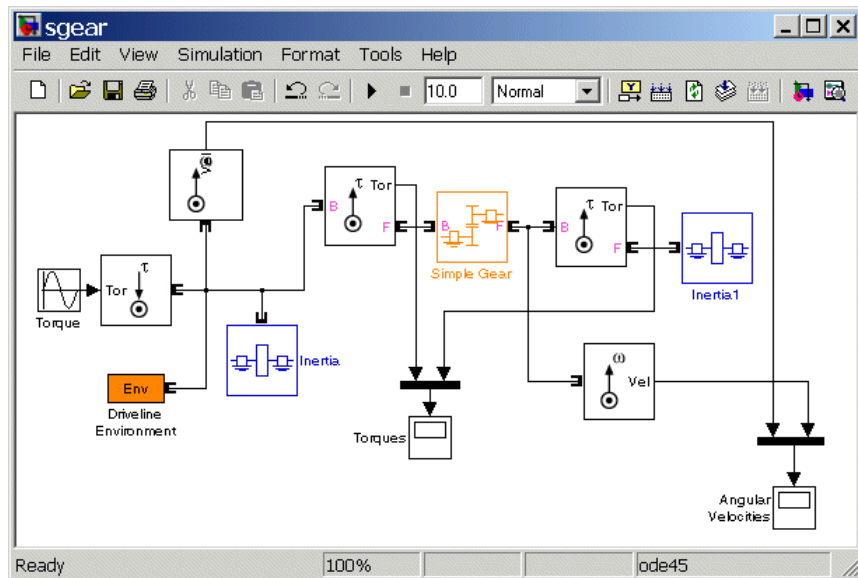 sgear
File Edit View Simulation Format Tools Help
10.0 Normal
ω
Vel
τ Tor
B
F
B F
Simple Gear
τ Tor
B
F
Inertia1
τ
Tor
Torque
Inertia
Env
Driveline
Environment
ω
Vel
Torques
Angular
Velocities
Ready 100% ode45